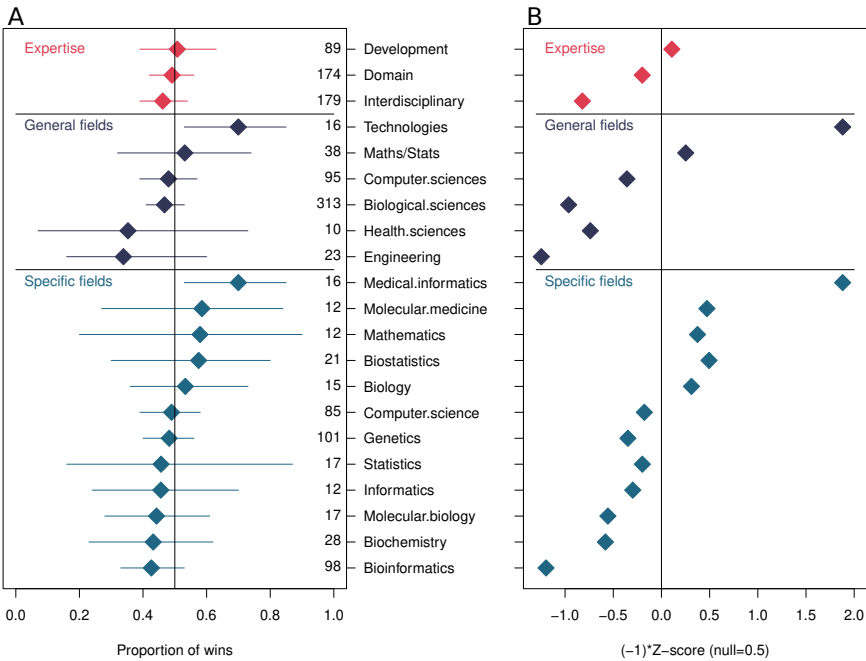 A
B
Expertise
89 Development
174 Domain
179 Interdisciplinary
General fields
16 Technologies
38 Maths/Stats
95 Computer.sciences
313 Biological.sciences
10 Health.sciences
23 Engineering
Specific fields
16 Medical.informatics
12 Molecular.medicine
12 Mathematics
21 Biostatistics
15 Biology
85 Computer.science
101 Genetics
17 Statistics
12 Informatics
17 Molecular.biology
28 Biochemistry
98 Bioinformatics
0.0 0.2 0.4 0.6 0.8 1.0
Proportion of wins
Expertise
General fields
Specific fields
−1.0 −0.5 0.0 0.5 1.0 1.5 2.0
(−1)*Z−score (null=0.5)